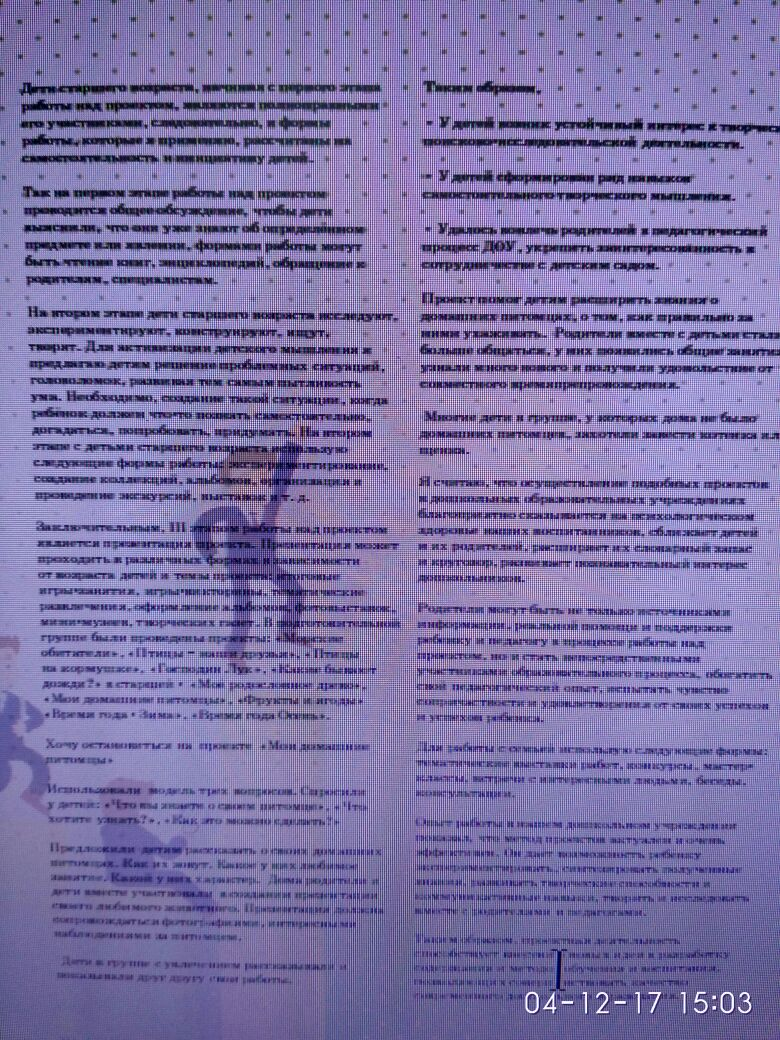 Дети старшего возраста, начиная с первого этапа
работы над проектом, являются полноправными
его участниками, следовательно, и формы
работы, которые я применяю, рассчитаны на
самостоятельность и инициативу детей.
Так на первом этапе работы над проектом
проводится общее обсуждение, чтобы дети
выяснили, что они уже знают об определённом
предмете или явлении, формами работы могут
быть чтение книг, энциклопедий, обращение к
родителям, специалистам.
На втором этапе дети старшего возраста исследуют,
экспериментируют, конструируют, ищут,
творят. Для активизации детского мышления я
предлагаю детям решение проблемных ситуаций,
головоломок, развивая тем самым пытливость
ума. Необходимо, создание такой ситуации, когда
ребёнок должен что-то познать самостоятельно,
догадаться, попробовать, придумать. На втором
этапе с детьми старшего возраста использую
следующие формы работы: экспериментирование,
создание коллекций, альбомов, организация и
проведение экскурсий, выставок и т. д.
Заключительным, III этапом работы над проектом
является презентация проекта. Презентация может
проходить в различных формах в зависимости
от возраста детей и темы проекта: итоговые
игры-занятия, игры-викторины, тематические
развлечения, оформление альбомов, фотовыставок,
мини-музеев, творческих газет. В подготовительной
группе были проведены проекты: «Морские
обитатели», «Птицы – наши друзья», «Птицы
на кормушке», «Господин Лук», «Какие бывают
дожди?» в старшей - «Мое родословное древо»,
«Мои домашние питомцы», «Фрукты и ягоды»
«Время года - Зима», «Время года Осень».
Хочу остановиться на проекте «Мои домашние
питомцы»
Использовали модель трех вопросов. Спросили
у детей: «Что вы знаете о своем питомце», «Что
хотите узнать?», «Как это можно сделать?»
Предложили детям рассказать о своих домашних
питомцах. Как их зовут. Какое у них любимое
занятие. Какой у них характер. Дома родители и
дети вместе участвовали в создании презентации
своего любимого животного. Презентация должна
сопровождаться фотографиями, интересными
наблюдениями за питомцем.
Дети в группе с увлечением рассказывали и
показывали друг другу свои работы.
Таким образом,
- У детей возник устойчивый интерес к творчес
поисково-исследовательской деятельности.
- У детей сформирован ряд навыков
самостоятельного творческого мышления.
- Удалось вовлечь родителей в педагогический
процесс ДОУ, укрепить заинтересованность в
сотрудничестве с детским садом.
Проект помог детям расширить знания о
домашних питомцах, о том, как правильно за
ними ухаживать. Родители вместе с детьми стали
больше общаться, у них появились общие занятия
узнали много нового и получили удовольствие от
совместного времяпрепровождения.
Многие дети в группе, у которых дома не было
домашних питомцев, захотели завести котенка ил
щенка.
Я считаю, что осуществление подобных проектов
в дошкольных образовательных учреждениях
благоприятно сказывается на психологическом
здоровье наших воспитанников, сближает детей
и их родителей, расширяет их словарный запас
и кругозор, развивает познавательный интерес
дошкольников.
Родители могут быть не только источниками
информации, реальной помощи и поддержки
ребенку и педагогу в процессе работы над
проектом, но и стать непосредственными
участниками образовательного процесса, обогатить
свой педагогический опыт, испытать чувство
сопричастности и удовлетворения от своих успехов
и успехов ребенка.
Для работы с семьей использую следующие формы:
тематические выставки работ, конкурсы, мастер-
классы, встречи с интересными людьми, беседы,
консультации.
Опыт работы в нашем дошкольном учреждении
показал, что метод проектов актуален и очень
эффективен. Он дает возможность ребенку
экспериментировать, синтезировать полученные
знания, развивать творческие способности и
коммуникативные навыки, творить и исследовать
вместе с родителями и педагогами.
Таким образом, проектная деятельность
способствует внесению новых идей в разработку
содержания и методов обучения и воспитания,
позволяющих совершенствовать качество
современного
04-12-17 15:03